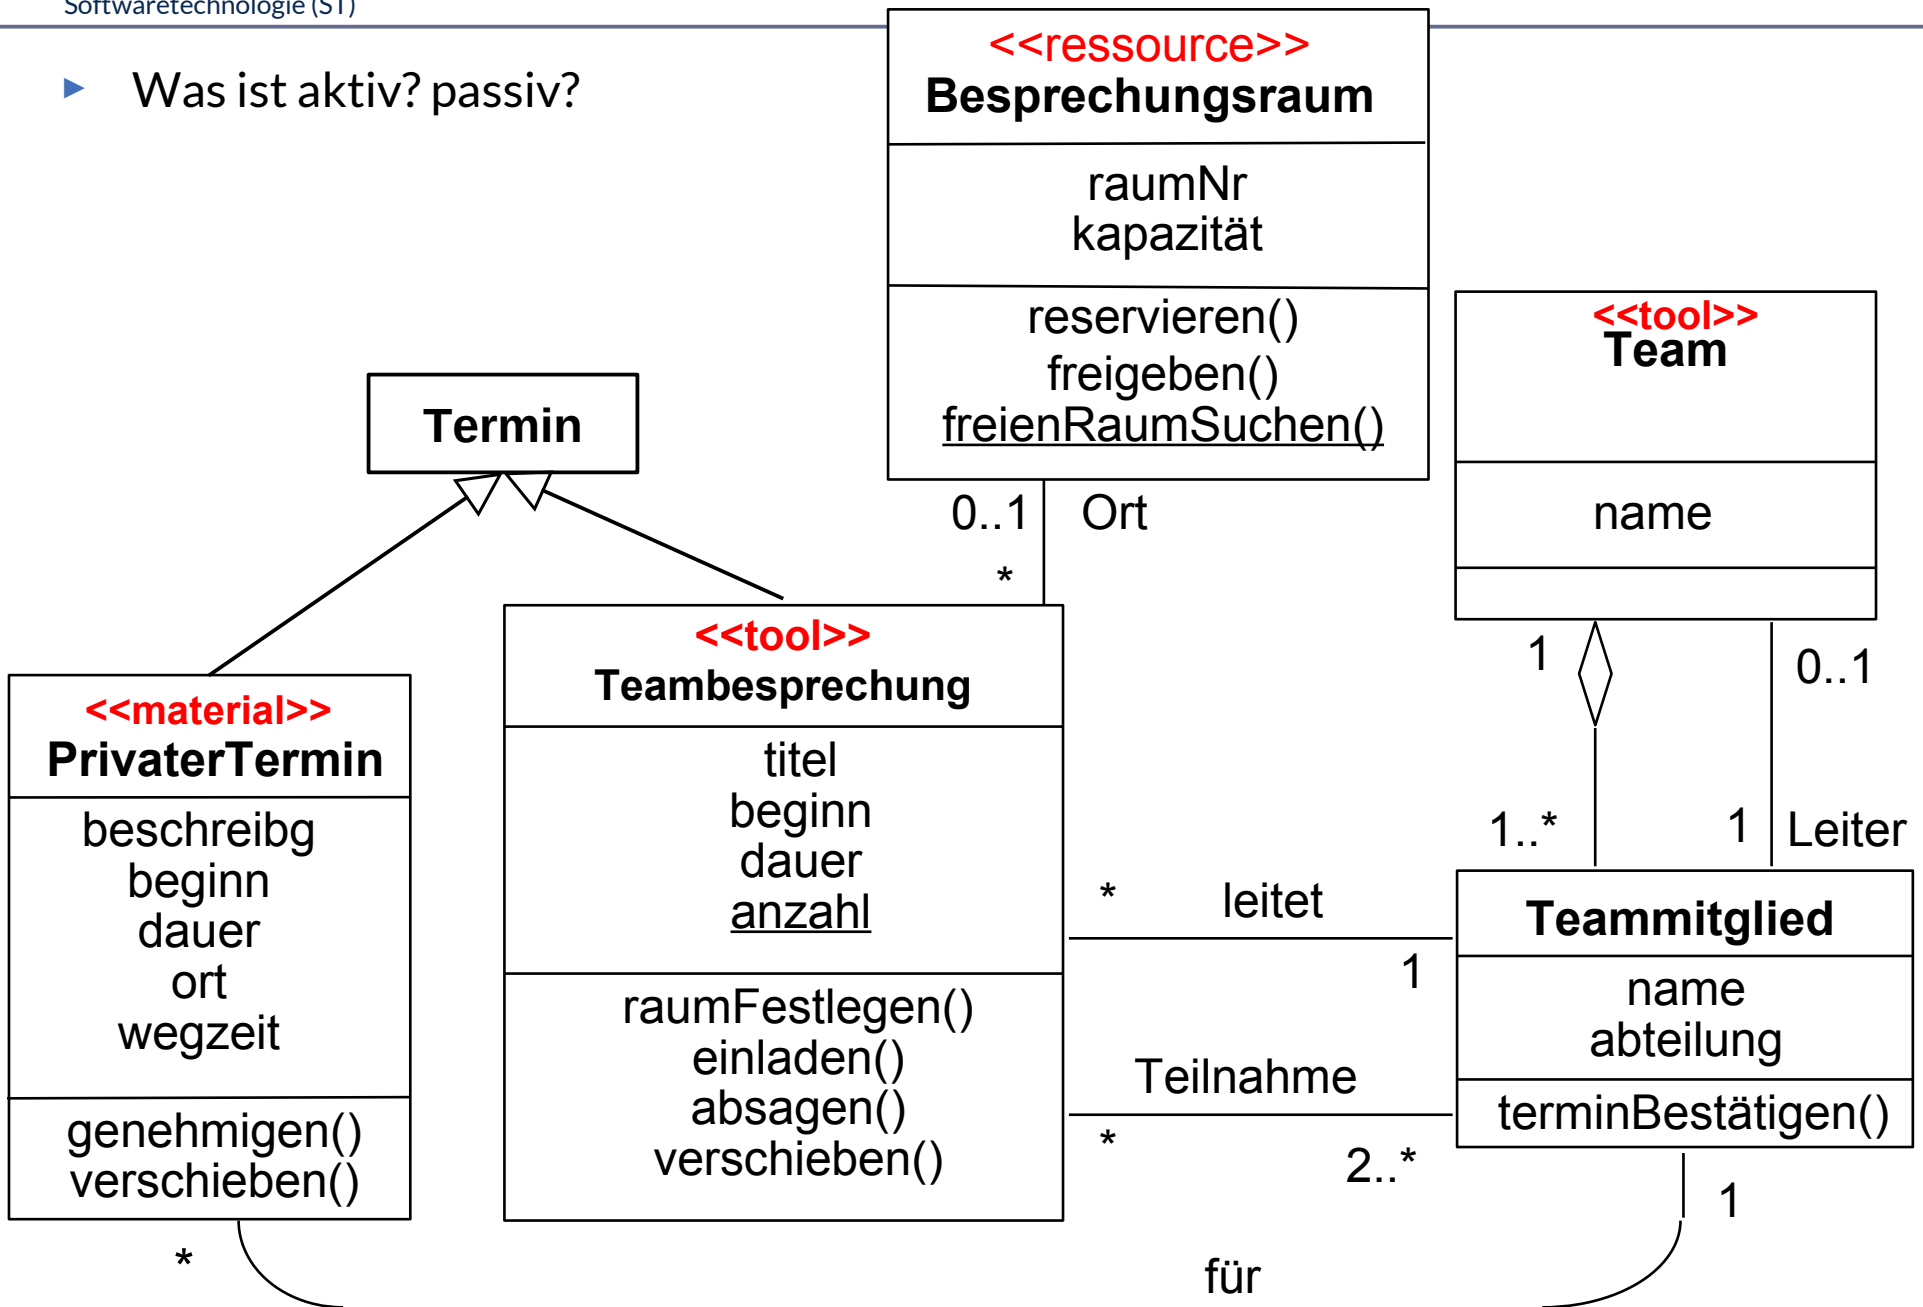 Softwaretechnologie (ST)
► Was ist aktiv? passiv?
<<ressource>>
Besprechungsraum
raumNr
kapazität
reservieren()
freigeben()
freienRaumSuchen()
<<tool>>
Team
name
Termin
0..1 Ort
*
<<tool>>
Teambesprechung
titel
beginn
dauer
anzahl
raumFestlegen()
einladen()
absagen()
verschieben()
<<material>>
PrivaterTermin
beschreibg
beginn
dauer
ort
wegzeit
genehmigen()
verschieben()
1
0..1
1..*
1 Leiter
* leitet
1
Teammitglied
name
abteilung
terminBestätigen()
Teilnahme
*
2..*
1
*
für